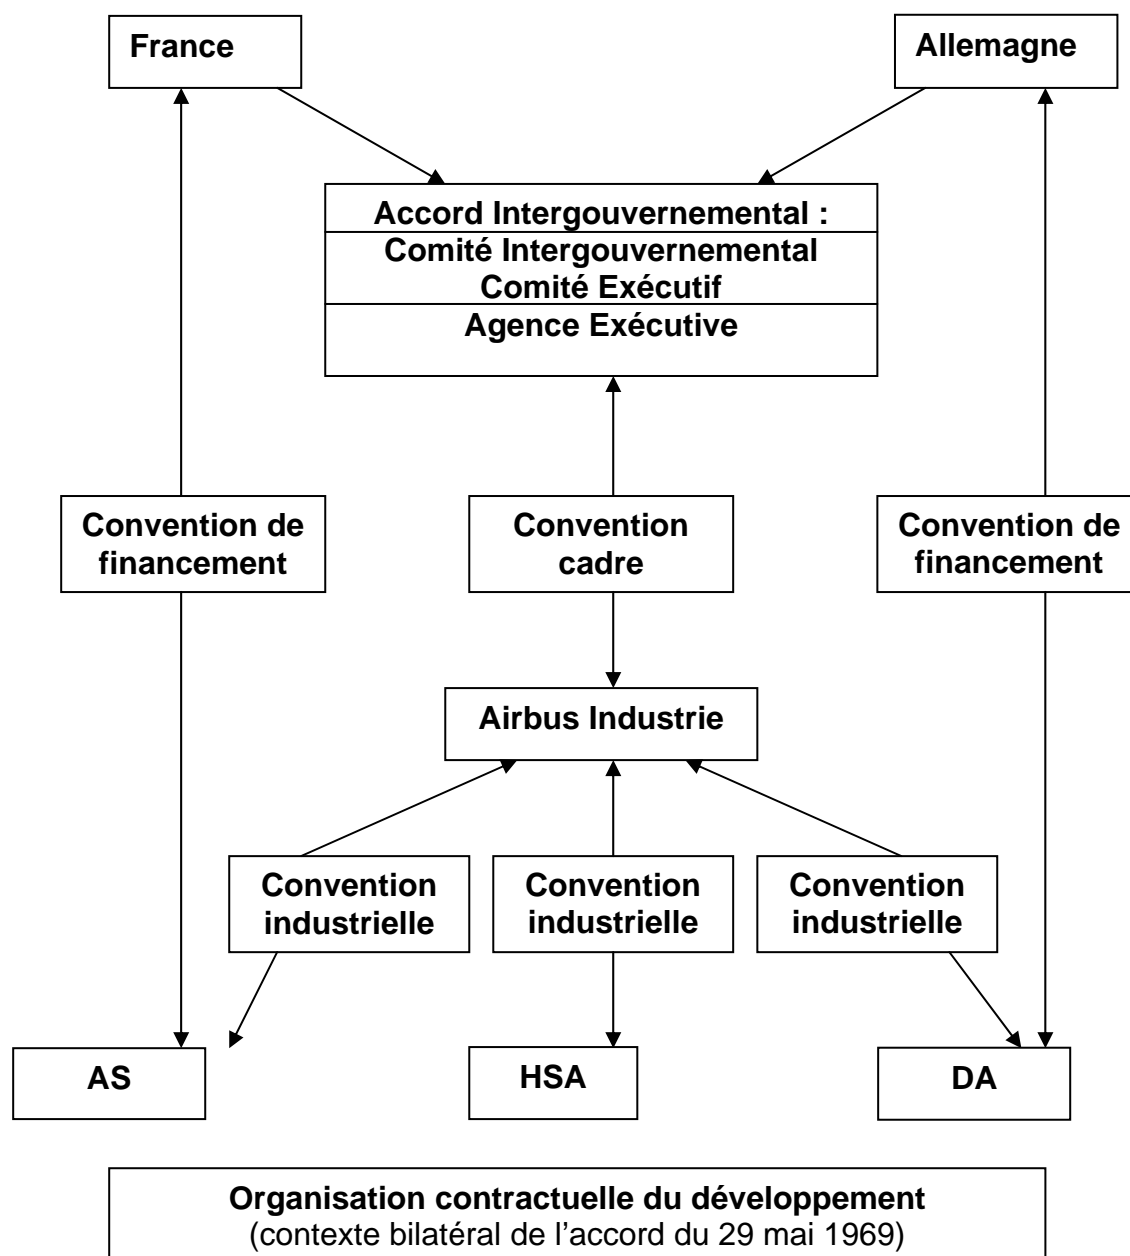 France
Allemagne
Accord Intergouvernemental :
Comité Intergouvernemental
Comité Exécutif
Agence Exécutive
Convention de
financement
Convention
cadre
Convention de
financement
Airbus Industrie
Convention
industrielle
Convention
industrielle
Convention
industrielle
AS
HSA
DA
Organisation contractuelle du développement
(contexte bilatéral de l’accord du 29 mai 1969)